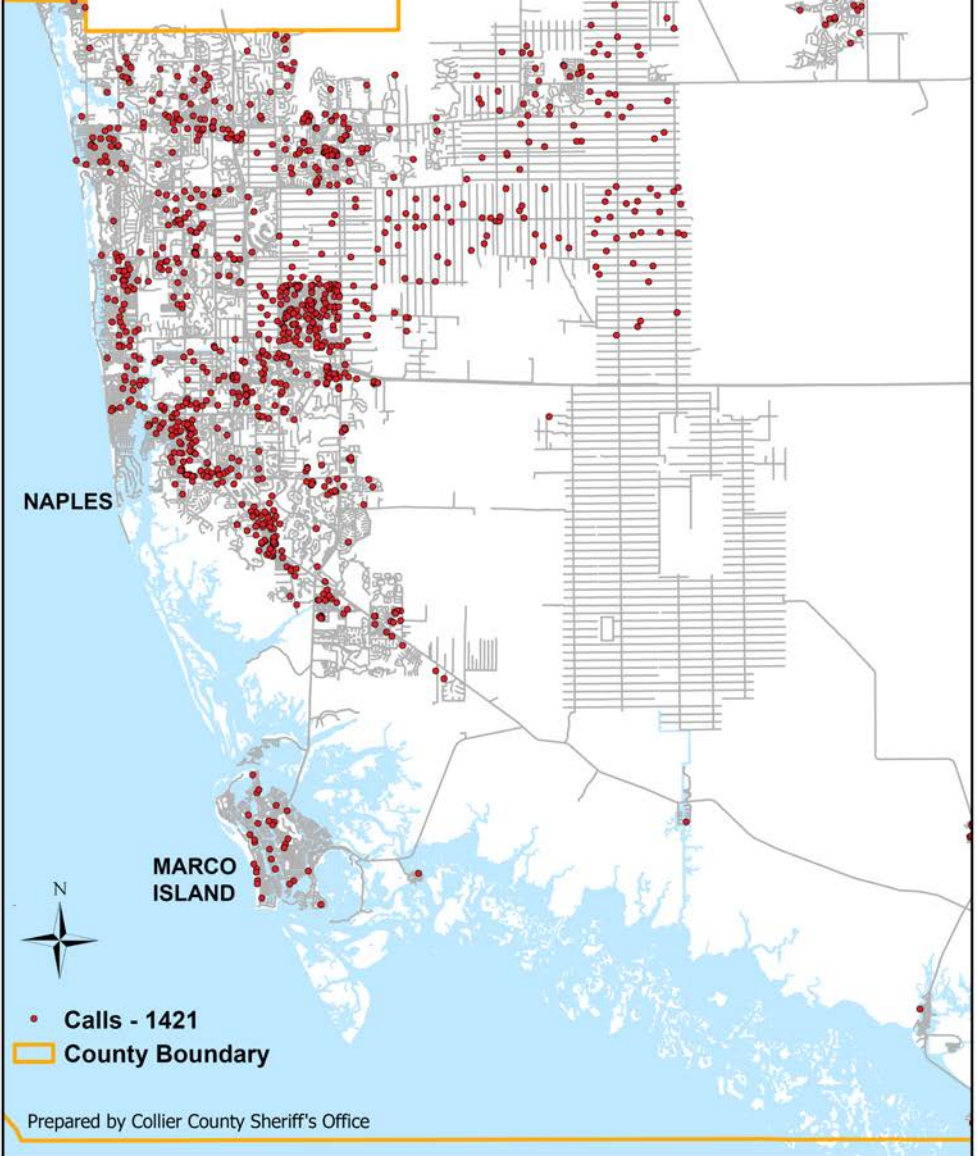 NAPLES
MARCO
ISLAND
N
Calls - 1421
County Boundary
Prepared by Collier County Sheriff's Office